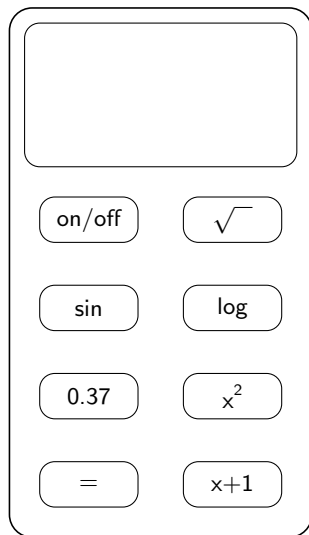 on/off √
sin log
0.37 x²
= x+1